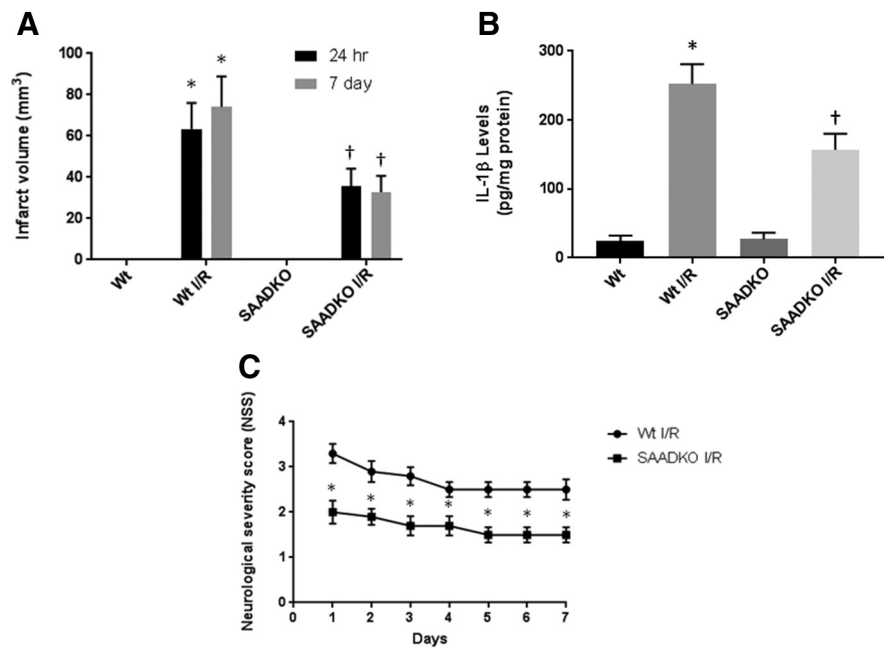 A
Infarct volume (mm³)
100
80
60
40
20
0
* *
† †
24 hr
7 day
Wt
Wt I/R
SAADKO
SAADKO I/R
B
IL-1β Levels
(pg/mg protein)
300
200
100
0
*
†
Wt
Wt I/R
SAADKO
SAADKO I/R
C
Neurological severity score (NSS)
4
3
2
1
0
* * * * * * *
0 1 2 3 4 5 6 7
Days
Wt I/R
SAADKO I/R